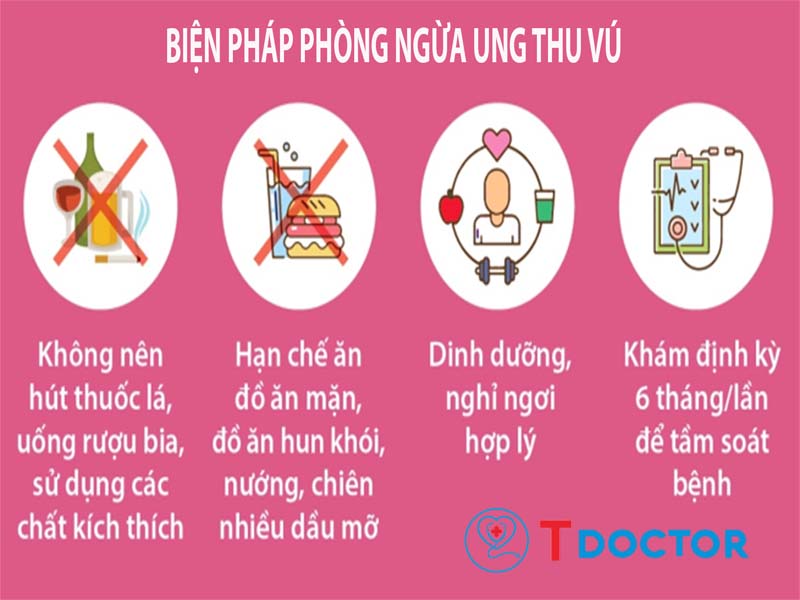 BIỆN PHÁP PHÒNG NGỪA UNG THU VÚ
Không nên
hút thuốc lá,
uống rượu bia,
sử dụng các
chất kích thích
Hạn chế ăn
đồ ăn mặn,
đồ ăn hun khói,
nướng, chiên
nhiều dầu mỡ
Dinh dưỡng,
nghỉ ngơi
hợp lý
Khám định kỳ
6 tháng/lần
để tầm soát
bệnh
T DOCTOR